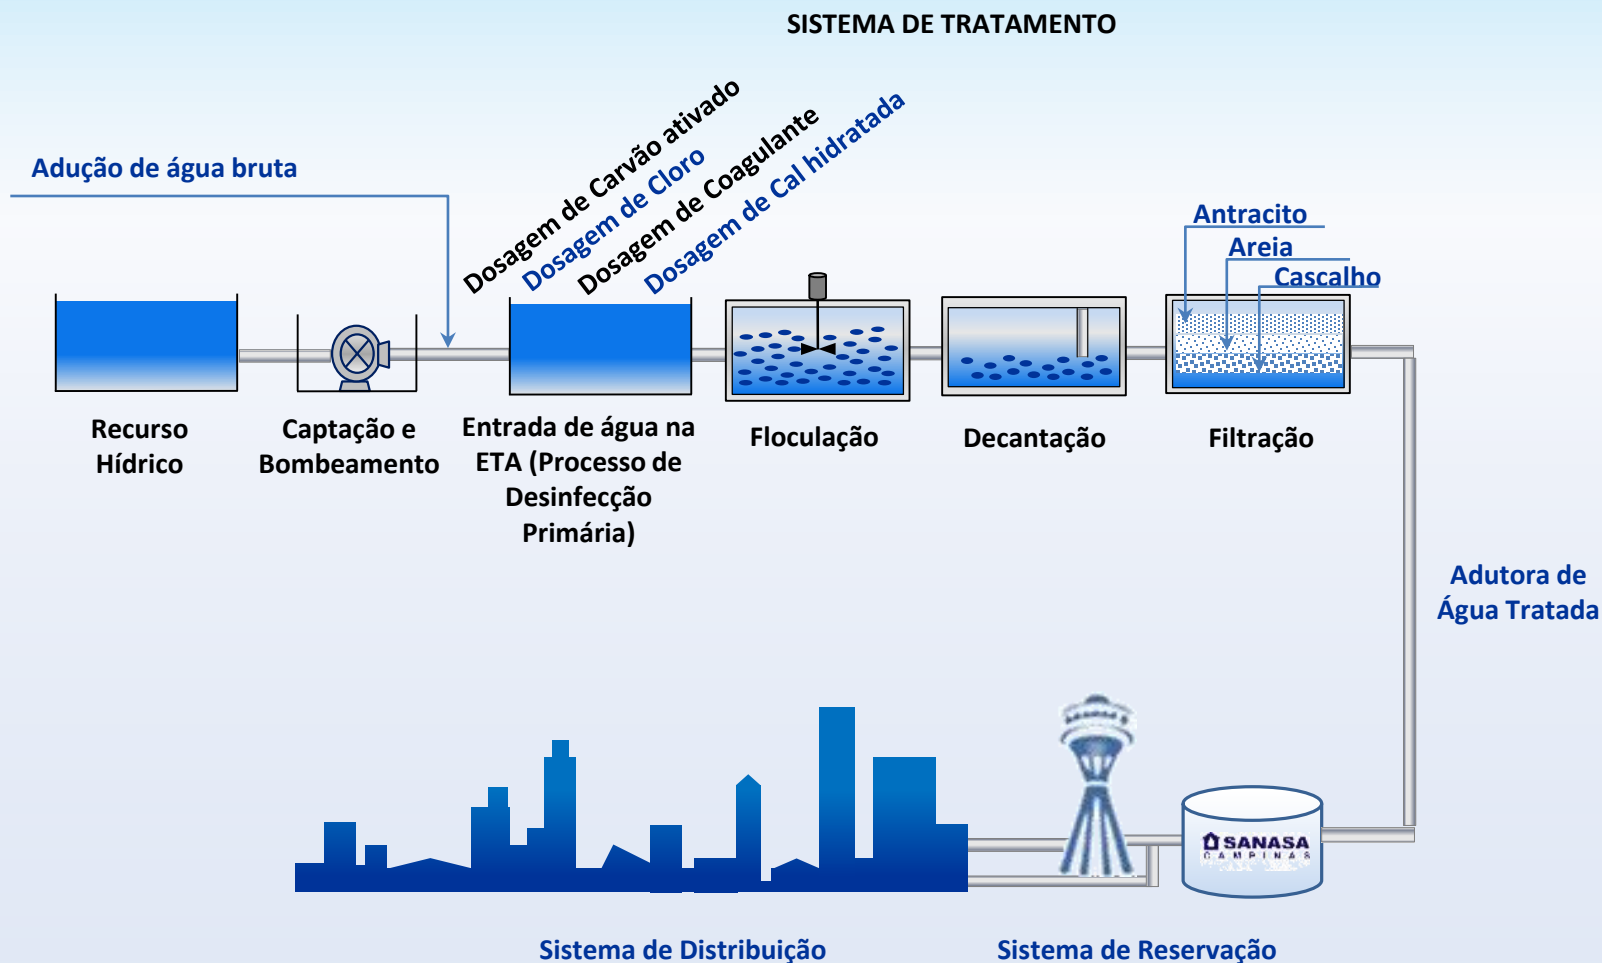 SISTEMA DE TRATAMENTO
Dosagem de Carvão ativado
Dosagem de Cloro
Dosagem de Coagulante
Dosagem de Cal hidratada
Adução de água bruta
Antracito
Areia
Cascalho
Recurso
Hídrico
Captação e
Bombeamento
Entrada de água na
ETA (Processo de
Desinfecção
Primária)
Floculação
Decantação
Filtração
Adutora de
Água Tratada
SANASA
CAMPINAS
Sistema de Distribuição
Sistema de Reservação